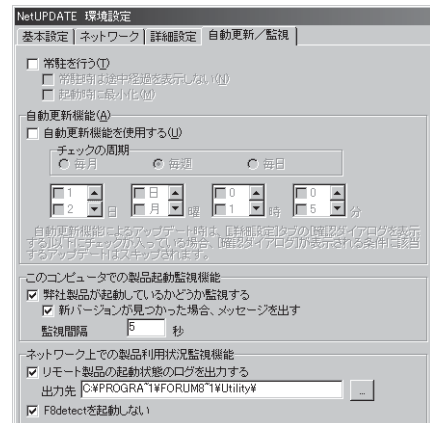 NetUPDATE 環境設定
基本設定 ネットワーク 詳細設定 自動更新／監視
常駐を行う(T)
常駐時は途中経過を表示しない(N)
起動時に最小化(M)
自動更新機能(A)
自動更新機能を使用する(U)
チェックの周期
毎月 毎週 毎日
1 日 0 0
2 日 月 曜 1 時 5 分
自動更新機能によるアップデート時は、[詳細設定]タブの[確認ダイアログを表示
する]以下にチェックが入っている場合、[確認ダイアログ]が表示される条件に該当
するアップデートはスキップされます。
このコンピュータでの製品起動監視機能
弊社製品が起動しているかどうか監視する
新バージョンが見つかった場合、メッセージを出す
監視間隔 5 秒
ネットワーク上での製品利用状況監視機能
リモート製品の起動状態のログを出力する
出力先 C:¥PROGRA~1¥FORUM8~1¥Utility¥ ...
F8detectを起動しない